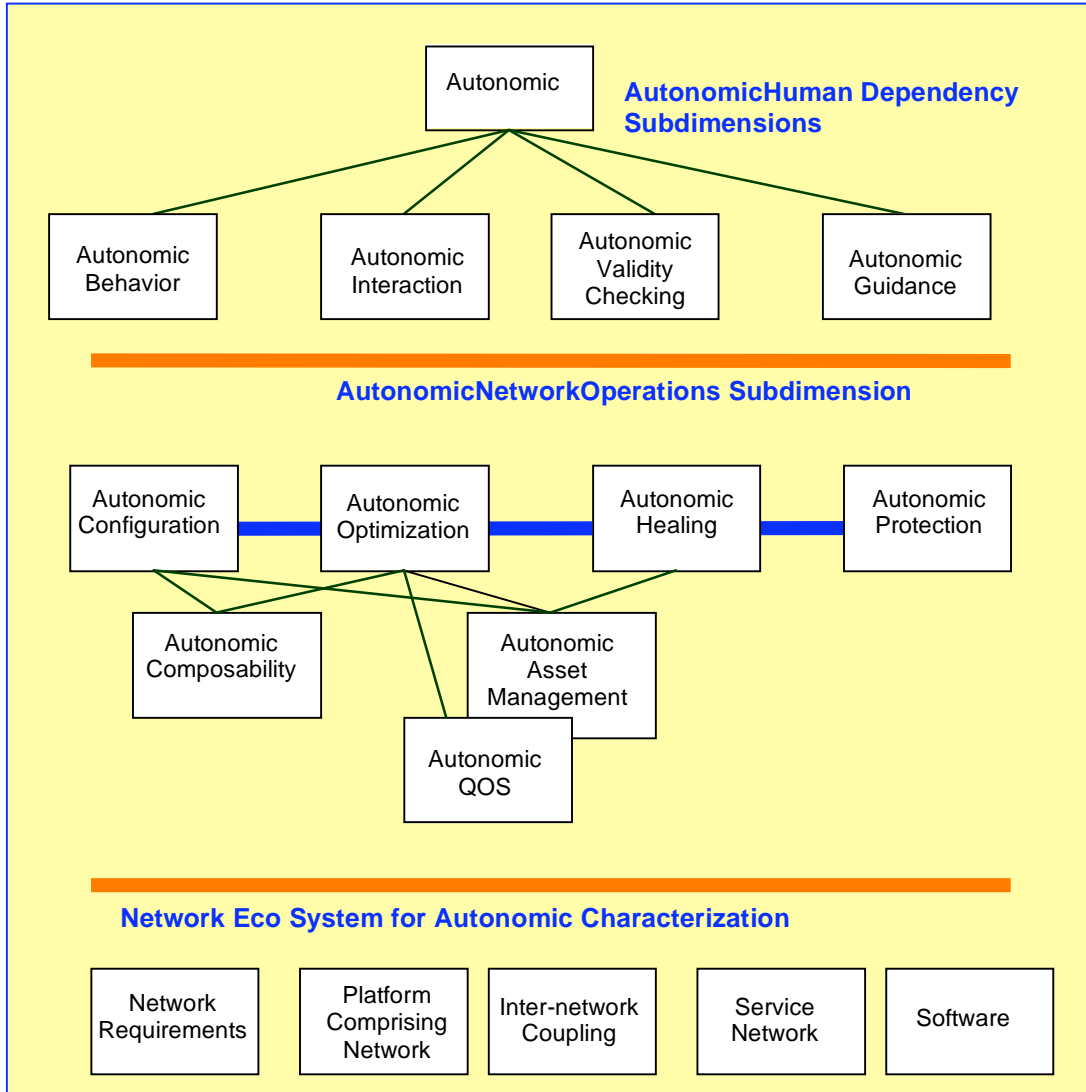 Autonomic
AutonomicHuman Dependency
Subdimensions
Autonomic
Behavior
Autonomic
Interaction
Autonomic
Validity
Checking
Autonomic
Guidance
AutonomicNetworkOperations Subdimension
Autonomic
Configuration
Autonomic
Optimization
Autonomic
Healing
Autonomic
Protection
Autonomic
Composability
Autonomic
Asset
Management
Autonomic
QOS
Network Eco System for Autonomic Characterization
Network
Requirements
Platform
Comprising
Network
Inter-network
Coupling
Service
Network
Software